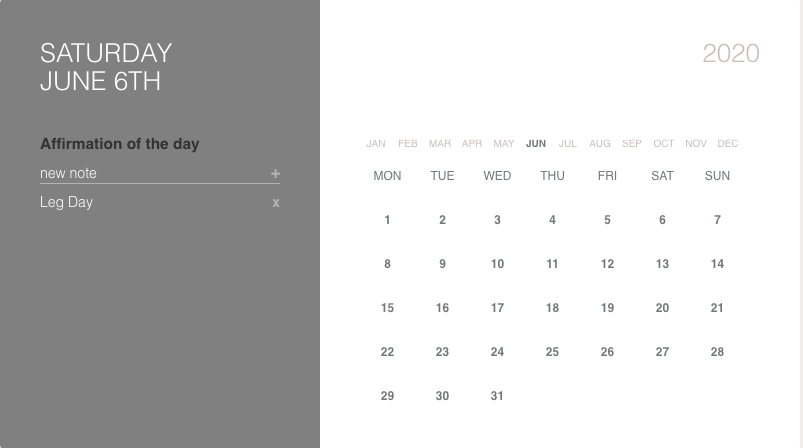 SATURDAY
JUNE 6TH
2020
Affirmation of the day
new note +
Leg Day x
JAN FEB MAR APR MAY JUN JUL AUG SEP OCT NOV DEC
MON TUE WED THU FRI SAT SUN
1 2 3 4 5 6 7
8 9 10 11 12 13 14
15 16 17 18 19 20 21
22 23 24 25 26 27 28
29 30 31